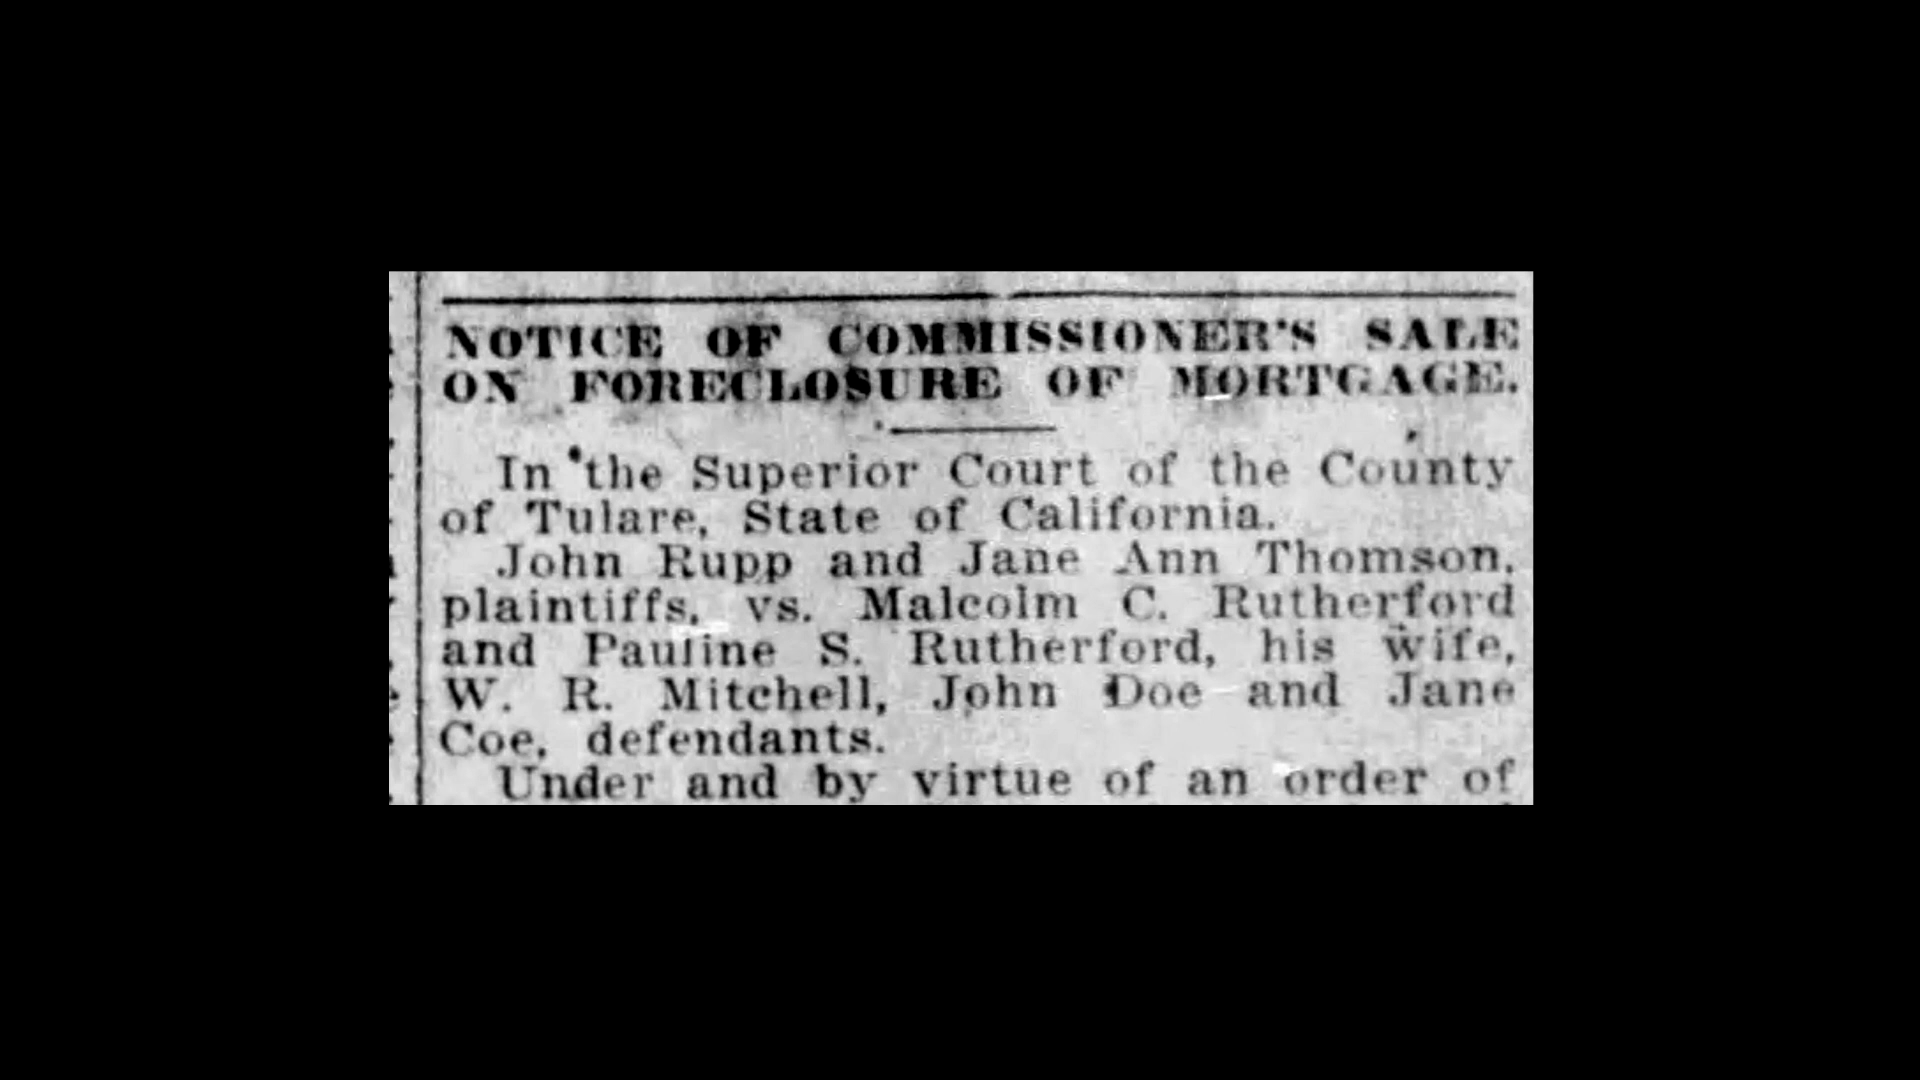 NOTICE OF COMMISSIONER'S SALE
ON FORECLOSURE OF MORTGAGE.
In the Superior Court of the County
of Tulare, State of California.
John Rupp and Jane Ann Thomson,
plaintiffs, vs. Malcolm C. Rutherford
and Pauline S. Rutherford, his wife,
W. R. Mitchell, John Doe and Jane
Coe, defendants.
Under and by virtue of an order of